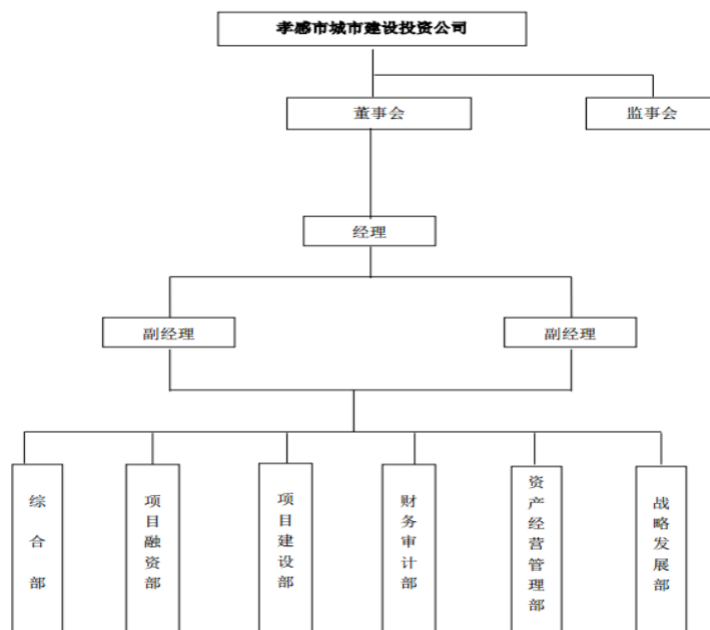 孝感市城市建设投资公司
董事会
监事会
经理
副经理
副经理
综合部
项目融资部
项目建设部
财务审计部
资产经营管理部
战略发展部